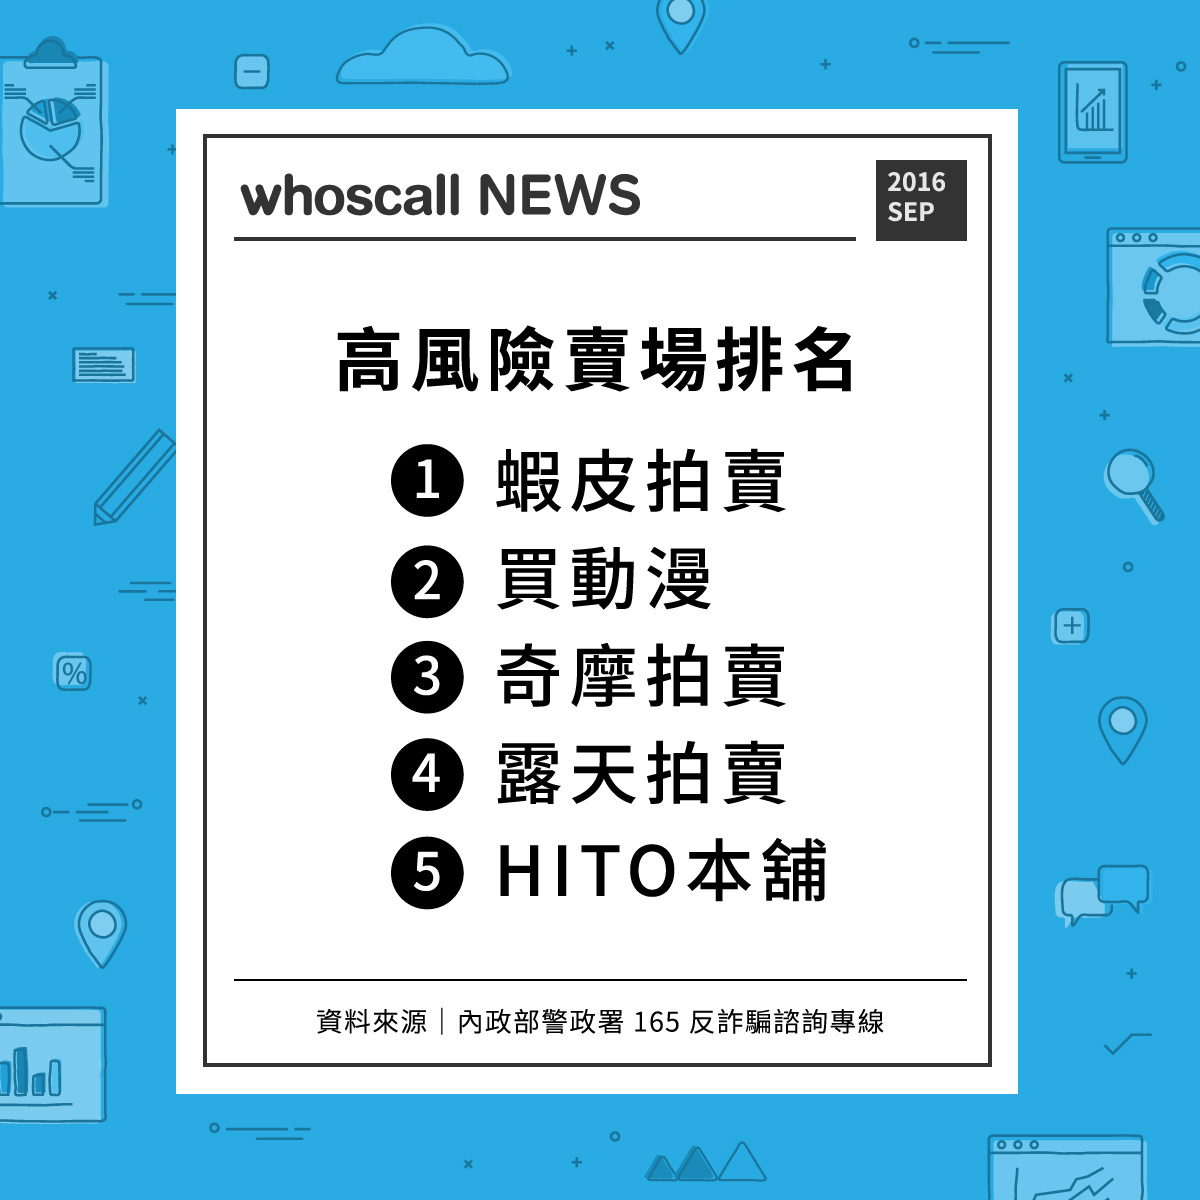 whoscall NEWS
2016
SEP
高風險賣場排名
1 蝦皮拍賣
2 買動漫
3 奇摩拍賣
4 露天拍賣
5 HITO本舖
資料來源｜內政部警政署 165 反詐騙諮詢專線
%